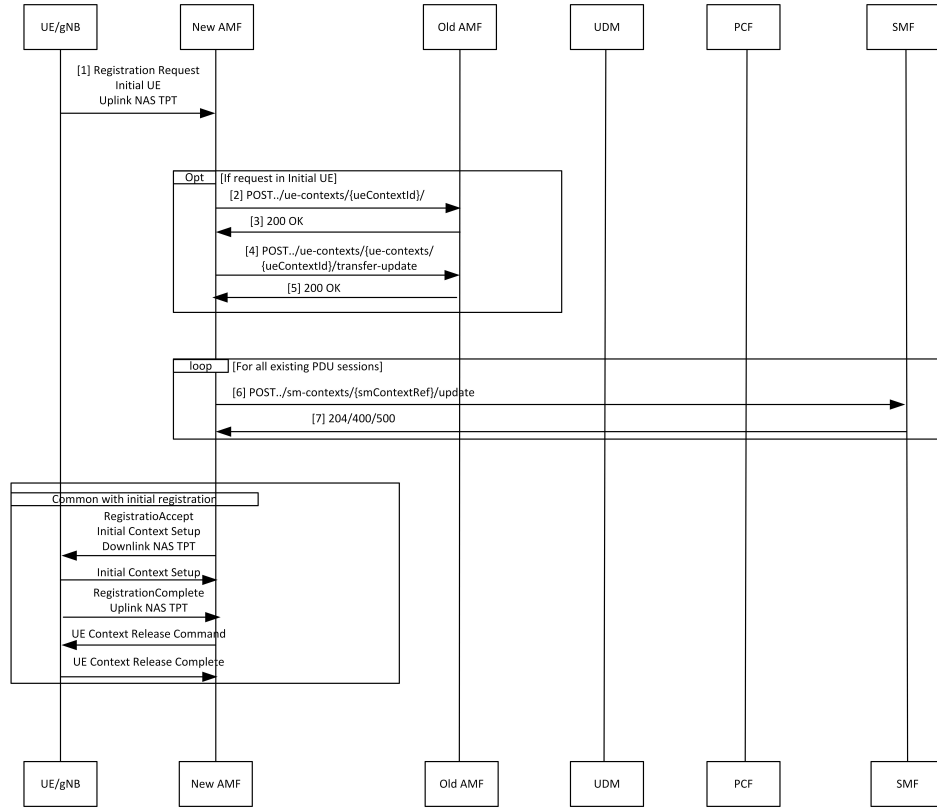 UE/gNB
New AMF
Old AMF
UDM
PCF
SMF
[1] Registration Request
Initial UE
Uplink NAS TPT
Opt
[If request in Initial UE]
[2] POST../ue-contexts/{ueContextId}/
[3] 200 OK
[4] POST../ue-contexts/{ue-contexts/
{ueContextId}/transfer-update
[5] 200 OK
loop
[For all existing PDU sessions]
[6] POST../sm-contexts/{smContextRef}/update
[7] 204/400/500
Common with initial registration
RegistratioAccept
Initial Context Setup
Downlink NAS TPT
Initial Context Setup
RegistrationComplete
Uplink NAS TPT
UE Context Release Command
UE Context Release Complete
UE/gNB
New AMF
Old AMF
UDM
PCF
SMF